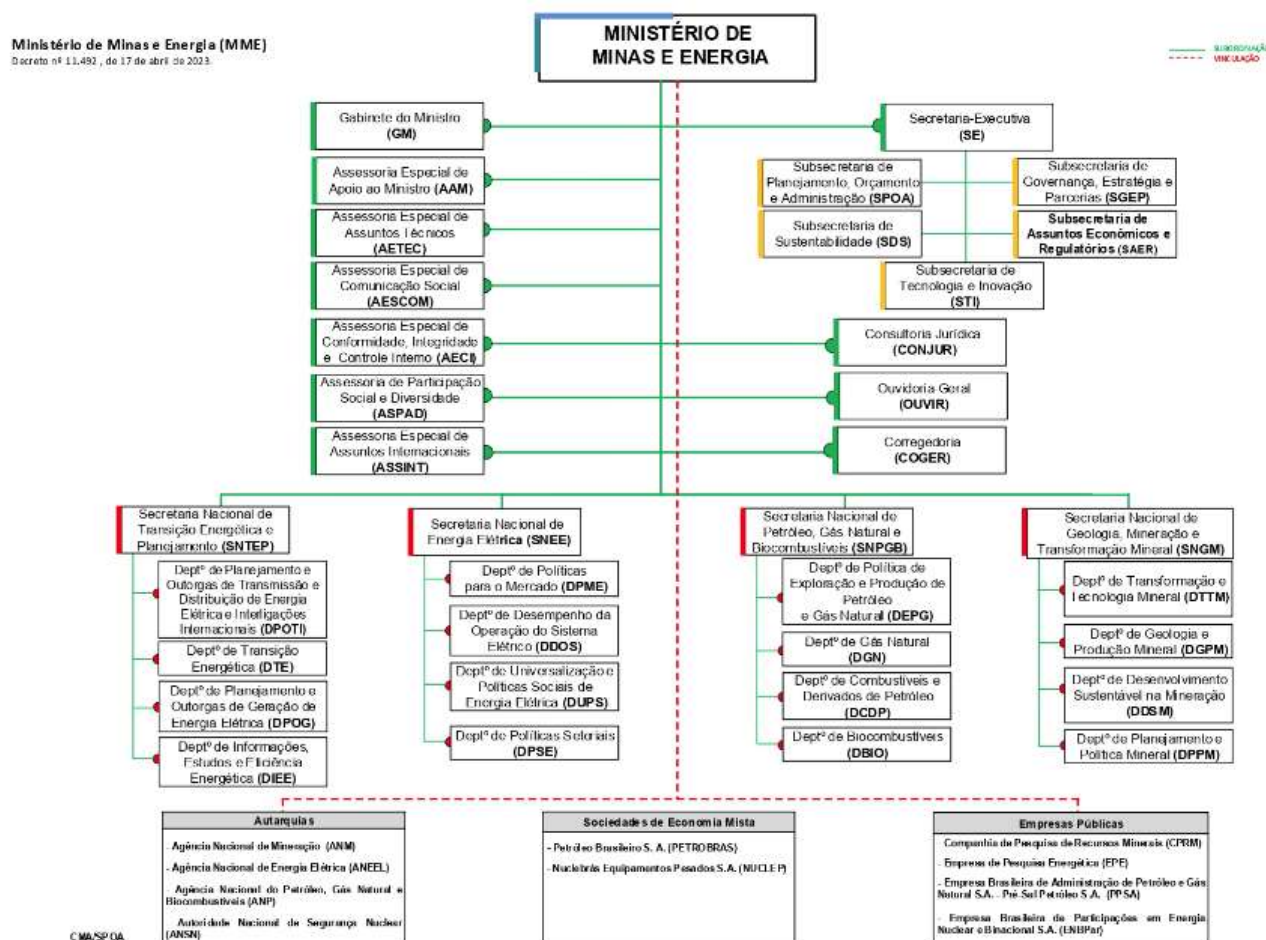 Ministério de Minas e Energia (MME)
Decreto nº 11.492 , de 17 de abril de 2023.
MINISTÉRIO DE
MINAS E ENERGIA
SUBORDINAÇÃO
VINCULAÇÃO
Gabinete do Ministro
(GM)
Secretaria-Executiva
(SE)
Assessoria Especial de
Apoio ao Ministro (AAM)
Subsecretaria de
Planejamento, Orçamento
e Administração (SPOA)
Subsecretaria de
Governança, Estratégia e
Parcerias (SGEP)
Assessoria Especial de
Assuntos Técnicos
(AETEC)
Subsecretaria de
Sustentabilidade (SDS)
Subsecretaria de
Assuntos Econômicos e
Regulatórios (SAER)
Assessoria Especial de
Comunicação Social
(AESCOM)
Subsecretaria de
Tecnologia e Inovação
(STI)
Assessoria Especial de
Conformidade, Integridade
e Controle Interno (AECI)
Consultoria Jurídica
(CONJUR)
Assessoria de Participação
Social e Diversidade
(ASPAD)
Ouvidoria Geral
(OUVIR)
Assessoria Especial de
Assuntos Internacionais
(ASSINT)
Corregedoria
(COGER)
Secretaria Nacional de
Transição Energética e
Planejamento (SNTEP)
Deptº de Planejamento e
Outorgas de Transmissão e
Distribuição de Energia
Elétrica e Interligações
Internacionais (DPOTI)
Deptº de Transição
Energética (DTE)
Deptº de Planejamento e
Outorgas de Geração de
Energia Elétrica (DPOG)
Deptº de Informações,
Estudos e Eficiência
Energética (DIEE)
Secretaria Nacional de
Energia Elétrica (SNEE)
Deptº de Políticas
para o Mercado (DPME)
Deptº de Desempenho da
Operação do Sistema
Elétrico (DDOS)
Deptº de Universalização e
Políticas Sociais de
Energia Elétrica (DUPS)
Deptº de Políticas Setoriais
(DPSE)
Secretaria Nacional de
Petróleo, Gás Natural e
Biocombustíveis (SNPGB)
Deptº de Política de
Exploração e Produção de
Petróleo
e Gás Natural (DEPG)
Deptº de Gás Natural
(DGN)
Deptº de Combustíveis e
Derivados de Petróleo
(DCDP)
Deptº de Biocombustíveis
(DBIO)
Secretaria Nacional de
Geologia, Mineração e
Transformação Mineral (SNGM)
Deptº de Transformação e
Tecnologia Mineral (DTTM)
Deptº de Geologia e
Produção Mineral (DGPM)
Deptº de Desenvolvimento
Sustentável na Mineração
(DDSM)
Deptº de Planejamento e
Política Mineral (DPPM)
Autarquias
- Agência Nacional de Mineração (ANM)
- Agência Nacional de Energia Elétrica (ANEEL)
- Agência Nacional do Petróleo, Gás Natural e
Biocombustíveis (ANP)
- Autoridade Nacional de Segurança Nuclear
(ANSN)
Sociedades de Economia Mista
- Petróleo Brasileiro S. A. (PETROBRAS)
- Nuclebrás Equipamentos Pesados S.A. (NUCLEP)
Empresas Públicas
- Companhia de Pesquisa de Recursos Minerais (CPRM)
- Empresa de Pesquisa Energética (EPE)
- Empresa Brasileira de Administração de Petróleo e Gás
Natural S.A. - Pré-Sal Petróleo S.A. (PPSA)
- Empresa Brasileira de Participações em Energia
Nuclear e Binacional S.A. (ENBPar)
CMA/SPOA